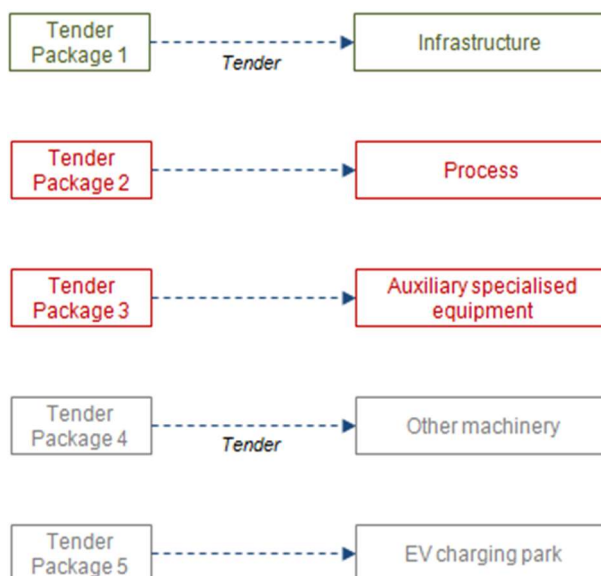 Tender
Package 1
Tender
Infrastructure
Tender
Package 2
Process
Tender
Package 3
Auxiliary specialised
equipment
Tender
Package 4
Tender
Other machinery
Tender
Package 5
EV charging park